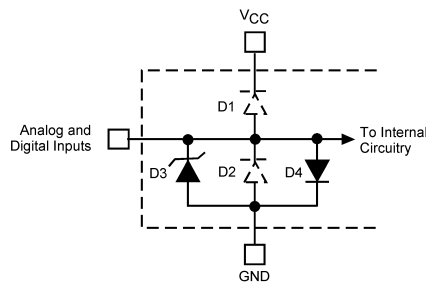 VCC
D1
Analog and
Digital Inputs
To Internal
Circuitry
D3
D2
D4
GND